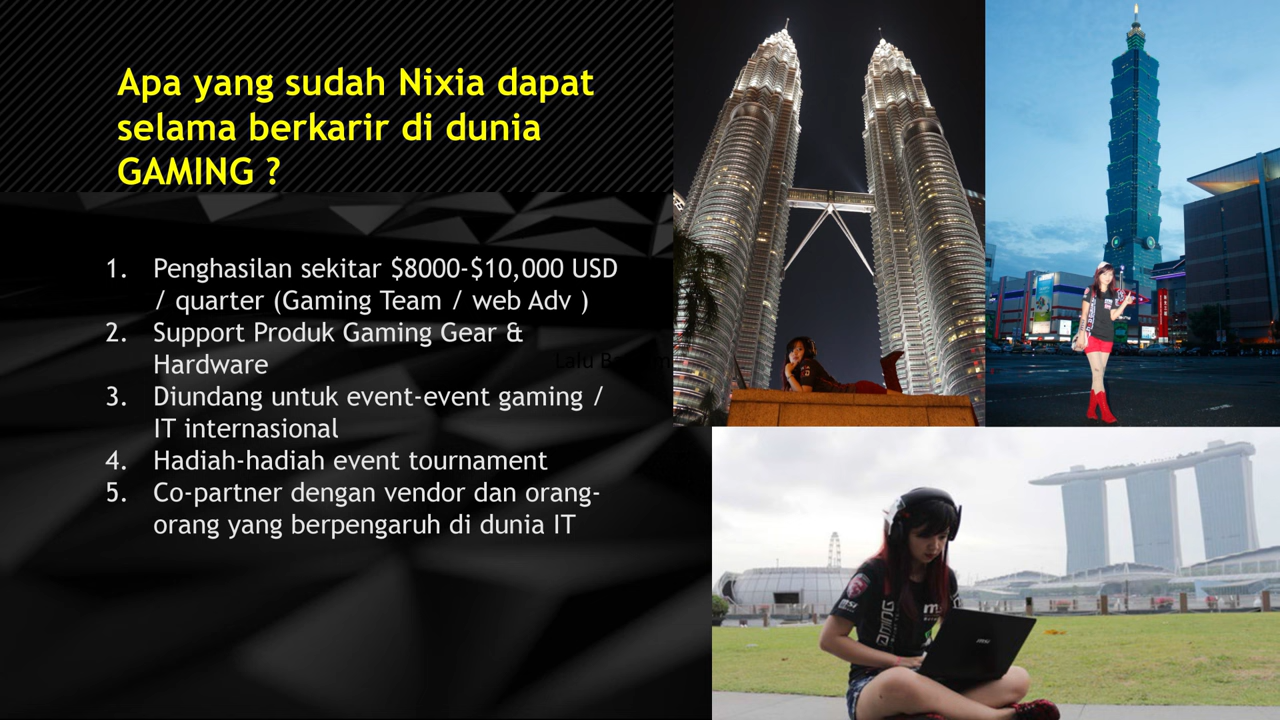 Apa yang sudah Nixia dapat
selama berkarir di dunia
GAMING ?
1. Penghasilan sekitar $8000-$10,000 USD
/ quarter (Gaming Team / web Adv )
2. Support Produk Gaming Gear &
Hardware
3. Diundang untuk event-event gaming /
IT internasional
4. Hadiah-hadiah event tournament
5. Co-partner dengan vendor dan orang-
orang yang berpengaruh di dunia IT
Lalu
msi